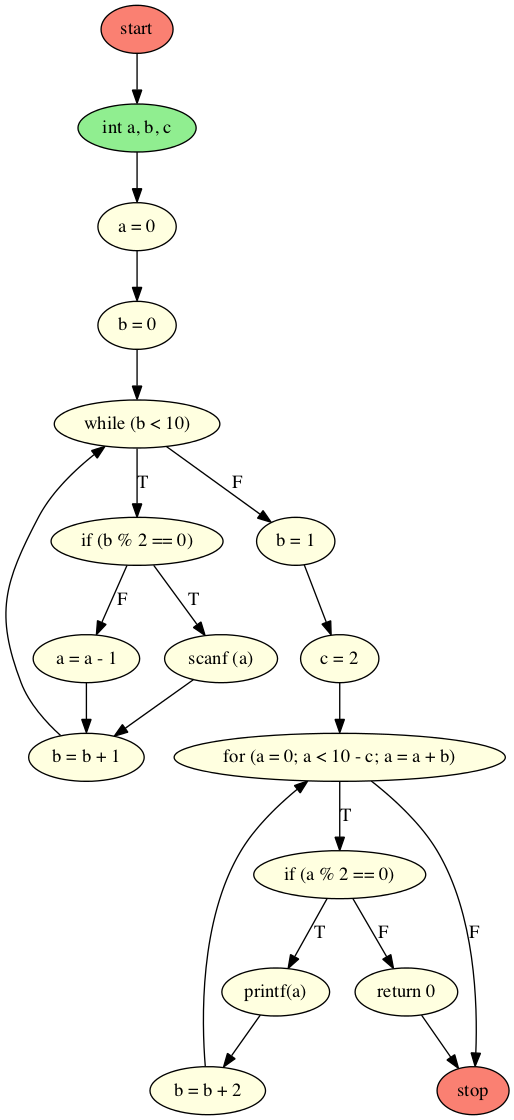 start
int a, b, c
a = 0
b = 0
while (b < 10)
T
F
if (b % 2 == 0)
b = 1
F
T
a = a - 1
scanf (a)
c = 2
b = b + 1
for (a = 0; a < 10 - c; a = a + b)
T
if (a % 2 == 0)
T
F
F
printf(a)
return 0
b = b + 2
stop